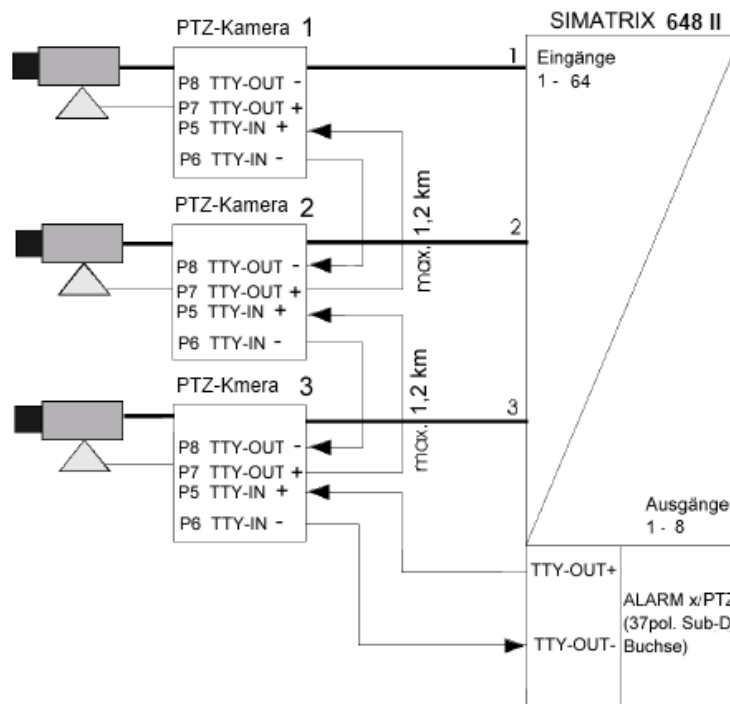 SIMATRIX 648 II
PTZ-Kamera 1
P8 TTY-OUT -
P7 TTY-OUT +
P5 TTY-IN +
P6 TTY-IN -
1
Eingänge
1 - 64
PTZ-Kamera 2
P8 TTY-OUT -
P7 TTY-OUT +
P5 TTY-IN +
P6 TTY-IN -
max. 1,2 km
2
PTZ-Kmera 3
P8 TTY-OUT -
P7 TTY-OUT +
P5 TTY-IN +
P6 TTY-IN -
max. 1,2 km
3
Ausgänge
1 - 8
TTY-OUT+
TTY-OUT-
ALARM x/PTZ
(37pol. Sub-D
Buchse)